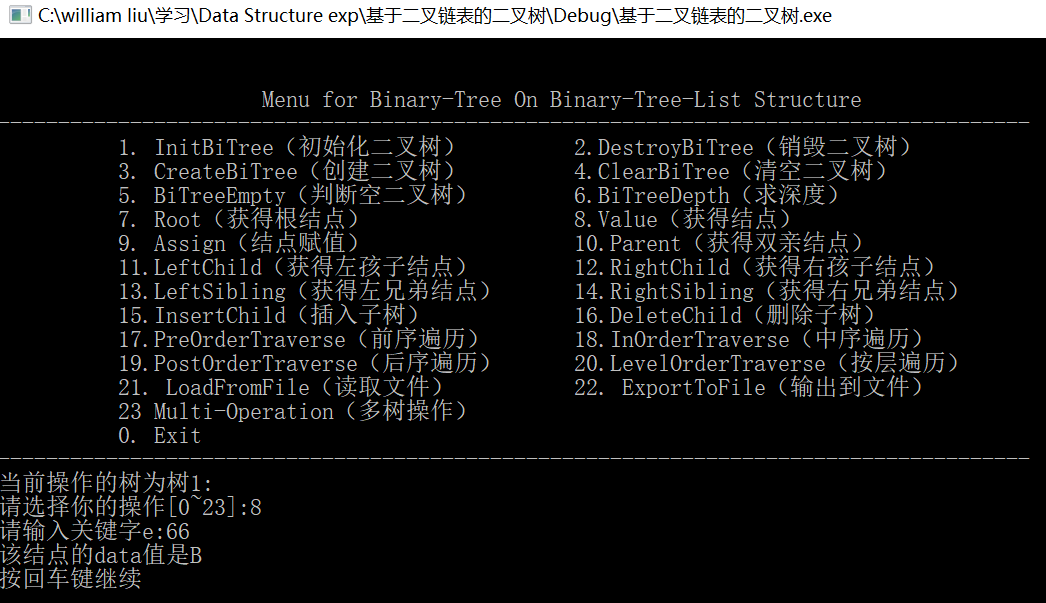 C:\william liu\学习\Data Structure exp\基于二叉链表的二叉树\Debug\基于二叉链表的二叉树.exe
Menu for Binary-Tree On Binary-Tree-List Structure
1. InitBiTree（初始化二叉树） 2.DestroyBiTree（销毁二叉树）
3. CreateBiTree（创建二叉树） 4.ClearBiTree（清空二叉树）
5. BiTreeEmpty（判断空二叉树） 6.BiTreeDepth（求深度）
7. Root（获得根结点） 8.Value（获得结点）
9. Assign（结点赋值） 10.Parent（获得双亲结点）
11.LeftChild（获得左孩子结点） 12.RightChild（获得右孩子结点）
13.LeftSibling（获得左兄弟结点） 14.RightSibling（获得右兄弟结点）
15.InsertChild（插入子树） 16.DeleteChild（删除子树）
17.PreOrderTraverse（前序遍历） 18.InOrderTraverse（中序遍历）
19.PostOrderTraverse（后序遍历） 20.LevelOrderTraverse（按层遍历）
21. LoadFromFile（读取文件） 22. ExportToFile（输出到文件）
23 Multi-Operation（多树操作）
0. Exit
当前操作的树为树1:
请选择你的操作[0~23]:8
请输入关键字e:66
该结点的data值是B
按回车键继续